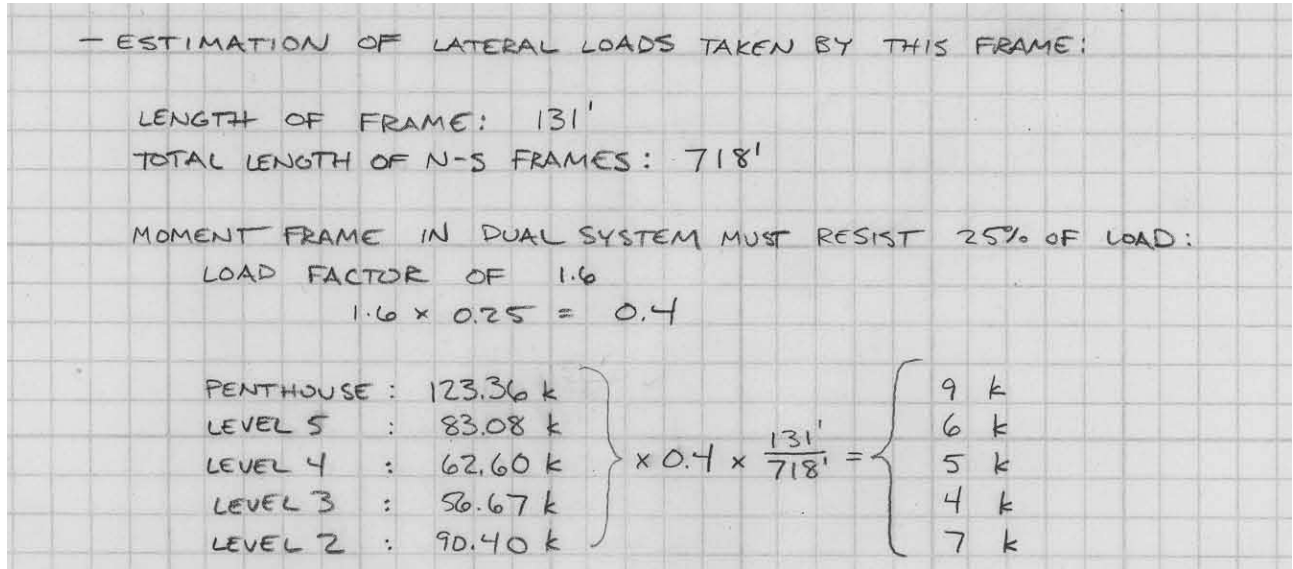 - ESTIMATION OF LATERAL LOADS TAKEN BY THIS FRAME:
LENGTH OF FRAME: 131'
TOTAL LENGTH OF N-S FRAMES: 718'
MOMENT FRAME IN DUAL SYSTEM MUST RESIST 25% OF LOAD:
LOAD FACTOR OF 1.6
1.6 × 0.25 = 0.4
PENTHOUSE : 123.36 k 9 k
LEVEL 5 : 83.08 k 6 k
LEVEL 4 : 62.60 k × 0.4 × 131'/718' = 5 k
LEVEL 3 : 56.67 k 4 k
LEVEL 2 : 90.40 k 7 k